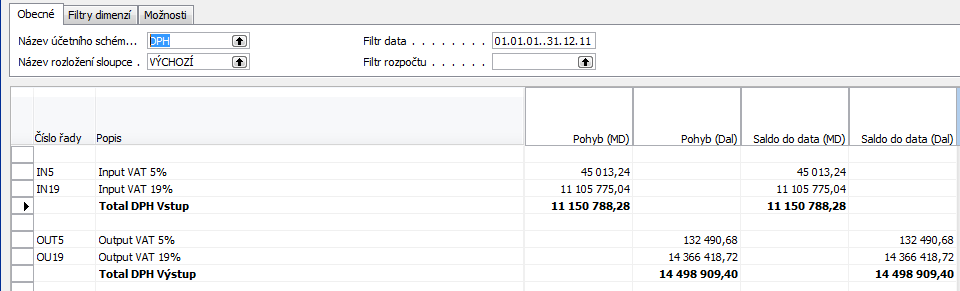 Obecné Filtry dimenzí Možnosti
Název účetního schém... DPH Filtr data . . . . . . . . 01.01.01..31.12.11
Název rozložení sloupce . VÝCHOZÍ Filtr rozpočtu . . . . . .
Číslo řady Popis Pohyb (MD) Pohyb (Dal) Saldo do data (MD) Saldo do data (Dal)
IN5 Input VAT 5% 45 013,24 45 013,24
IN19 Input VAT 19% 11 105 775,04 11 105 775,04
Total DPH Vstup 11 150 788,28 11 150 788,28
OUT5 Output VAT 5% 132 490,68 132 490,68
OU19 Output VAT 19% 14 366 418,72 14 366 418,72
Total DPH Výstup 14 498 909,40 14 498 909,40